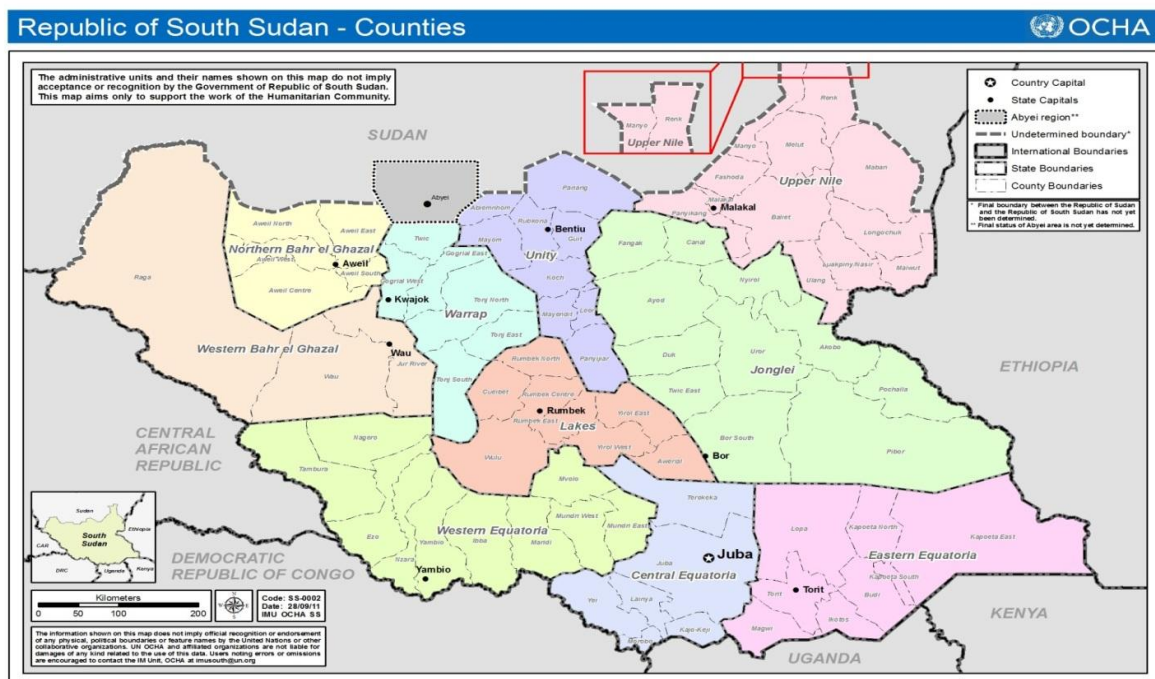 Republic of South Sudan - Counties
OCHA
The administrative units and their names shown on this map do not imply
acceptance or recognition by the Government of Republic of South Sudan.
This map aims only to support the work of the Humanitarian Community.
Country Capital
State Capitals
Abyei region**
Undetermined boundary*
International Boundaries
State Boundaries
County Boundaries
* Final boundary between the Republic of Sudan
and the Republic of South Sudan has not yet
been determined.
** Final status of Abyei area is not yet determined.
SUDAN
Manyo
Renk
Upper Nile
Renk
Manyo
Melut
Maban
Fashoda
Upper Nile
Malakal
Malakal
Panyikang
Baliet
Longochuk
Luakpiny/Nasir
Maiwut
Ulang
Abyei
Pariang
Abiemnhom
Rubkona
Bentiu
Mayom
Guit
Unity
Koch
Mayendit
Leer
Panyijiar
Aweil North
Aweil East
Northern Bahr el Ghazal
Aweil West
Aweil
Aweil South
Aweil Centre
Twic
Gogrial East
Gogrial West
Kwajok
Tonj North
Warrap
Tonj East
Tonj South
Raga
Western Bahr el Ghazal
Wau
Jur River
Wau
Fangak
Canal
Nyirol
Ayod
Uror
Akobo
Duk
Jonglei
Twic East
Pochalla
Bor South
Bor
Pibor
ETHIOPIA
Rumbek North
Cueibet
Rumbek Centre
Rumbek
Rumbek East
Lakes
Yirol East
Yirol West
Wulu
Awerial
CENTRAL
AFRICAN
REPUBLIC
Nagero
Tambura
Mvolo
Mundri West
Mundri East
Western Equatoria
Ezo
Yambio
Ibba
Maridi
Nzara
Yambio
Terekeka
Juba
Juba
Central Equatoria
Yei
Lainya
Morobo
Kajo-Keji
Lopa
Kapoeta North
Kapoeta East
Eastern Equatoria
Kapoeta South
Torit
Torit
Budi
Ikotos
Magwi
DEMOCRATIC
REPUBLIC OF CONGO
KENYA
UGANDA
Sudan
Ethiopia
South
Sudan
CAR
DRC
Uganda
Kenya
Kilometers
0 50 100 200
Code: SS-0002
Date: 28/09/11
IMU OCHA SS
The information shown on this map does not imply official recognition or endorsement
of any physical, political boundaries or feature names by the United Nations or other
collaborative organizations. UN OCHA and affiliated organizations are not liable for
damages of any kind related to the use of this data. Users noting errors or omissions
are encouraged to contact the IM Unit, OCHA at imusouth@un.org